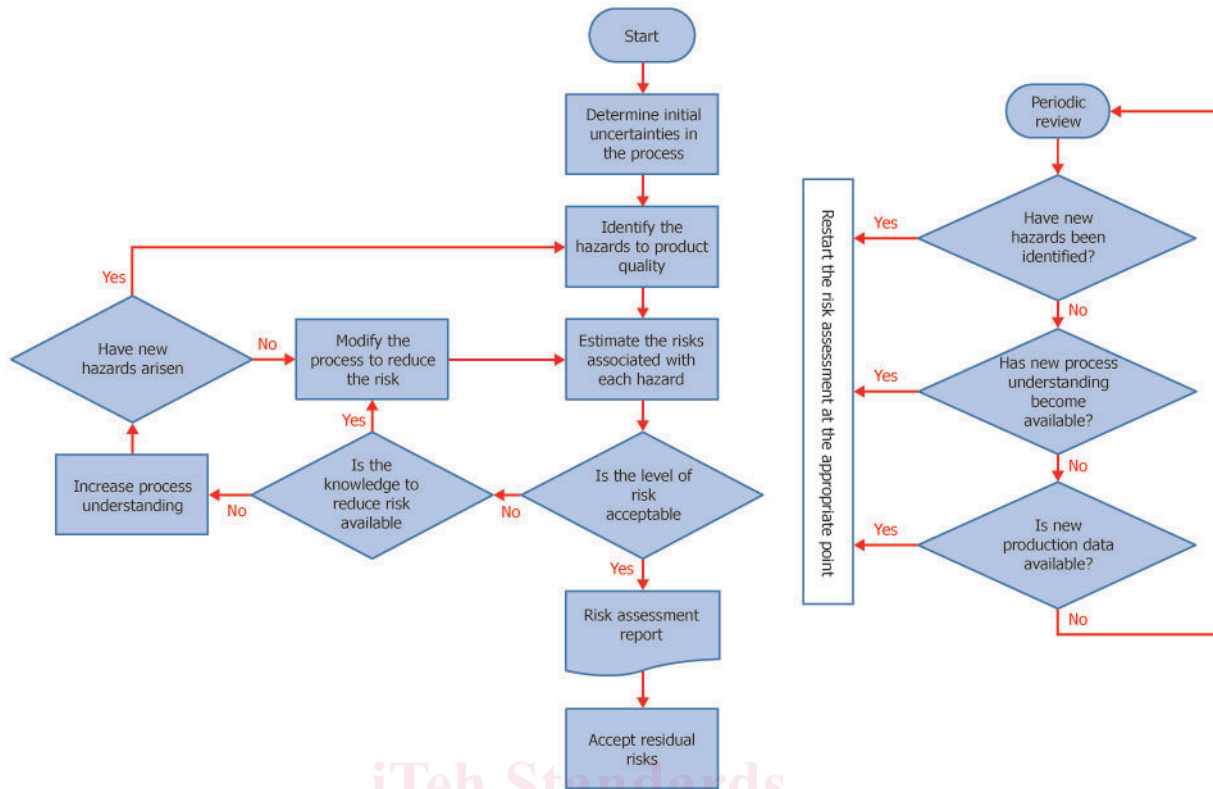 Start
Determine initial
uncertainties in
the process
Identify the
hazards to product
quality
Yes
Have new
hazards arisen
No
Modify the
process to reduce
the risk
Estimate the risks
associated with
each hazard
Yes
Increase process
understanding
No
Is the
knowledge to
reduce risk
available
No
Is the level of
risk
acceptable
Yes
Risk assessment
report
Accept residual
risks
Periodic
review
Restart the risk assessment at the appropriate point
Yes
Have new
hazards been
identified?
No
Yes
Has new process
understanding
become
available?
No
Yes
Is new
production data
available?
No
iTeh Standards